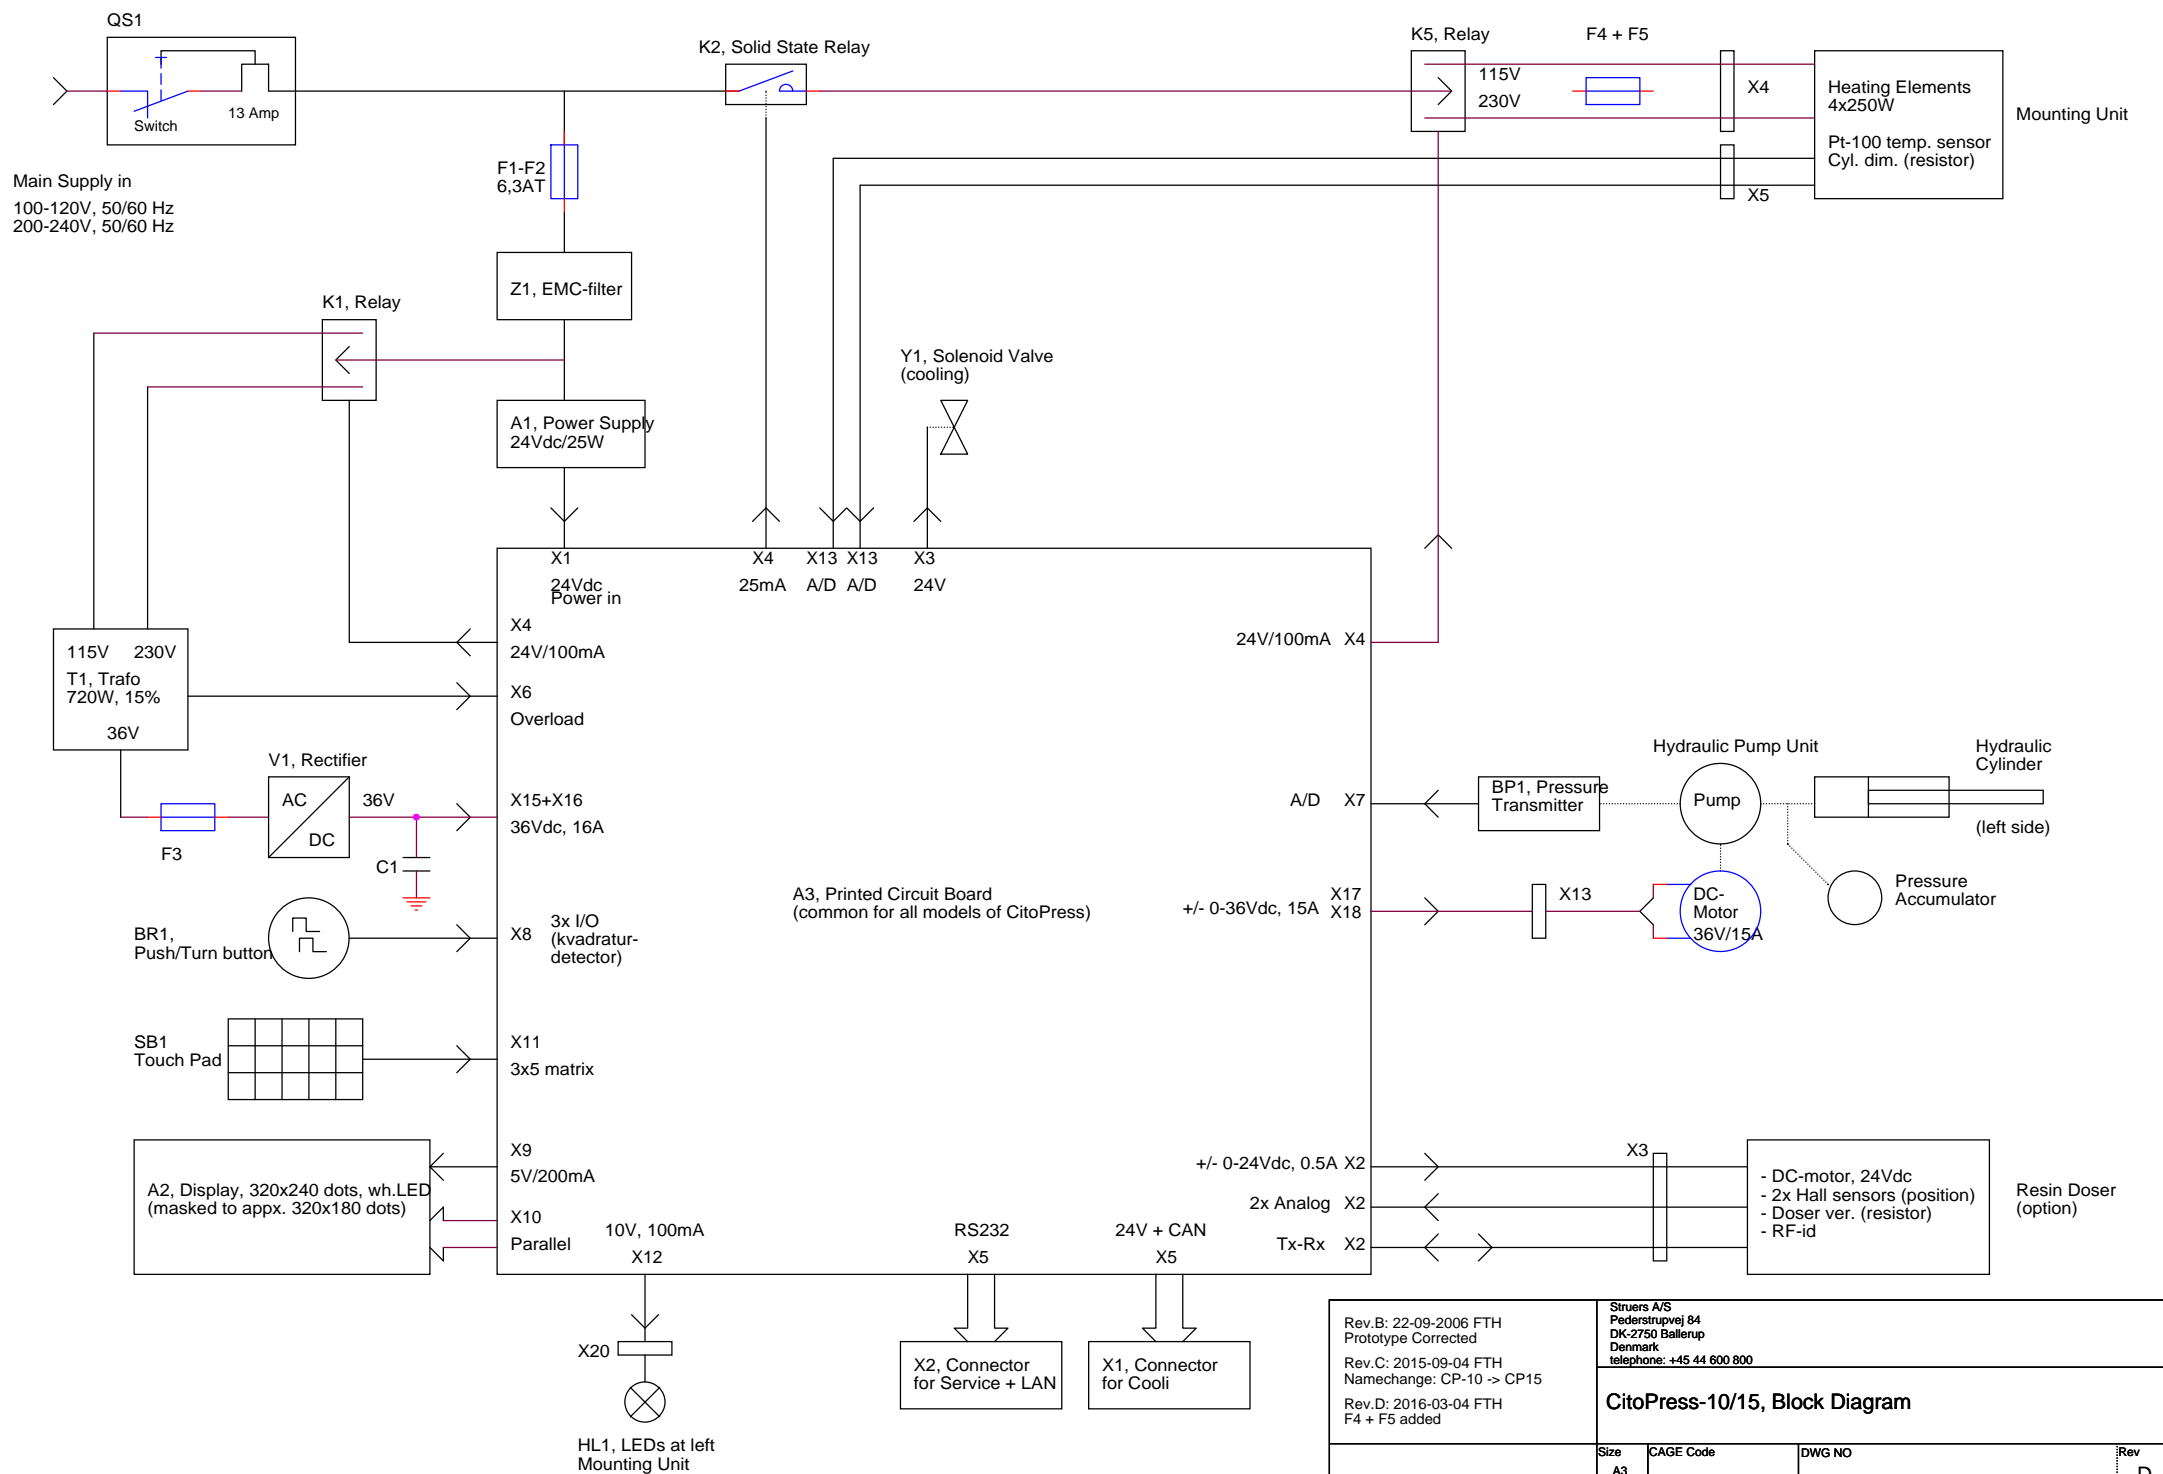 QS1
Switch
13 Amp
Main Supply in
100-120V, 50/60 Hz
200-240V, 50/60 Hz
K2, Solid State Relay
K5, Relay
115V
230V
F4 + F5
X4
X5
Heating Elements
4x250W
Pt-100 temp. sensor
Cyl. dim. (resistor)
Mounting Unit
F1-F2
6,3AT
Z1, EMC-filter
K1, Relay
A1, Power Supply
24Vdc/25W
Y1, Solenoid Valve
(cooling)
X1
24Vdc
Power in
X4
25mA
X13
A/D
X13
A/D
X3
24V
X4
24V/100mA
24V/100mA X4
115V 230V
T1, Trafo
720W, 15%
36V
X6
Overload
V1, Rectifier
AC
DC
36V
F3
C1
X15+X16
36Vdc, 16A
BR1,
Push/Turn button
X8
3x I/O
(kvadratur-
detector)
A3, Printed Circuit Board
(common for all models of CitoPress)
A/D X7
BP1, Pressure
Transmitter
Hydraulic Pump Unit
Pump
Hydraulic
Cylinder
(left side)
+/- 0-36Vdc, 15A
X17
X18
X13
DC-
Motor
36V/15A
Pressure
Accumulator
SB1
Touch Pad
X11
3x5 matrix
A2, Display, 320x240 dots, wh.LED
(masked to appx. 320x180 dots)
X9
5V/200mA
X10
Parallel
10V, 100mA
X12
RS232
X5
24V + CAN
X5
+/- 0-24Vdc, 0.5A X2
2x Analog X2
Tx-Rx X2
X3
- DC-motor, 24Vdc
- 2x Hall sensors (position)
- Doser ver. (resistor)
- RF-id
Resin Doser
(option)
X20
HL1, LEDs at left
Mounting Unit
X2, Connector
for Service + LAN
X1, Connector
for Cooli
Rev.B: 22-09-2006 FTH
Prototype Corrected
Rev.C: 2015-09-04 FTH
Namechange: CP-10 -> CP15
Rev.D: 2016-03-04 FTH
F4 + F5 added
Struers A/S
Pederstrupvej 84
DK-2750 Ballerup
Denmark
telephone: +45 44 600 800
CitoPress-10/15, Block Diagram
Size
A3
CAGE Code
DWG NO
Rev
D